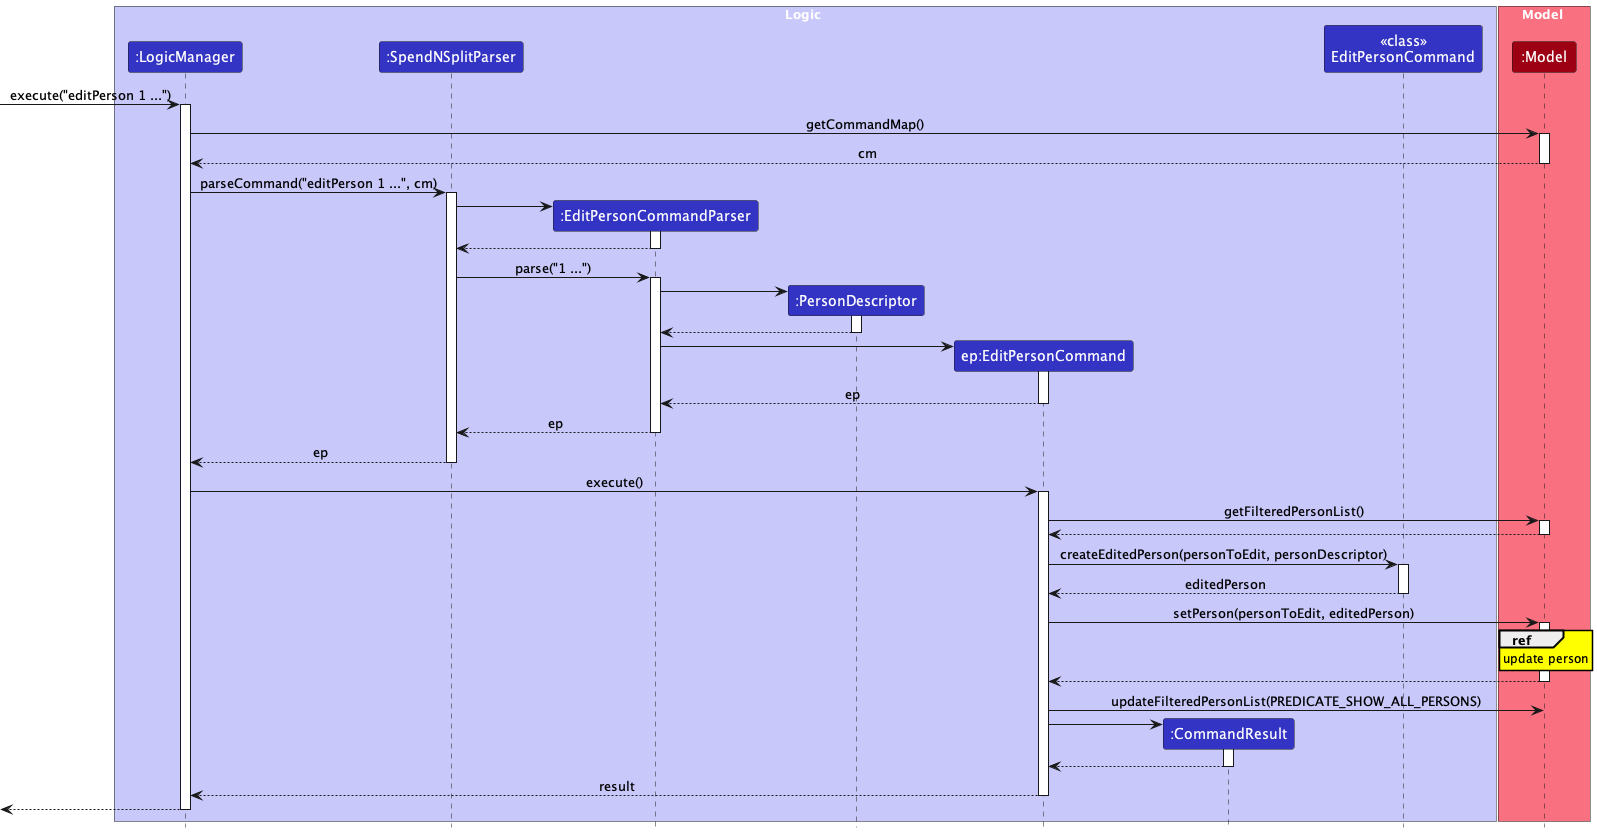 Logic
Model
«class»
:LogicManager
:SpendNSplitParser
EditPersonCommand
:Model
execute("editPerson 1 ...")
getCommandMap()
cm
parseCommand("editPerson 1 ...", cm)
:EditPersonCommandParser
parse("1 ...")
:PersonDescriptor
ep:EditPersonCommand
ep
ep
ep
execute()
getFilteredPersonList()
createEditedPerson(personToEdit, personDescriptor)
editedPerson
setPerson(personToEdit, editedPerson)
ref
update person
updateFilteredPersonList(PREDICATE_SHOW_ALL_PERSONS)
:CommandResult
result